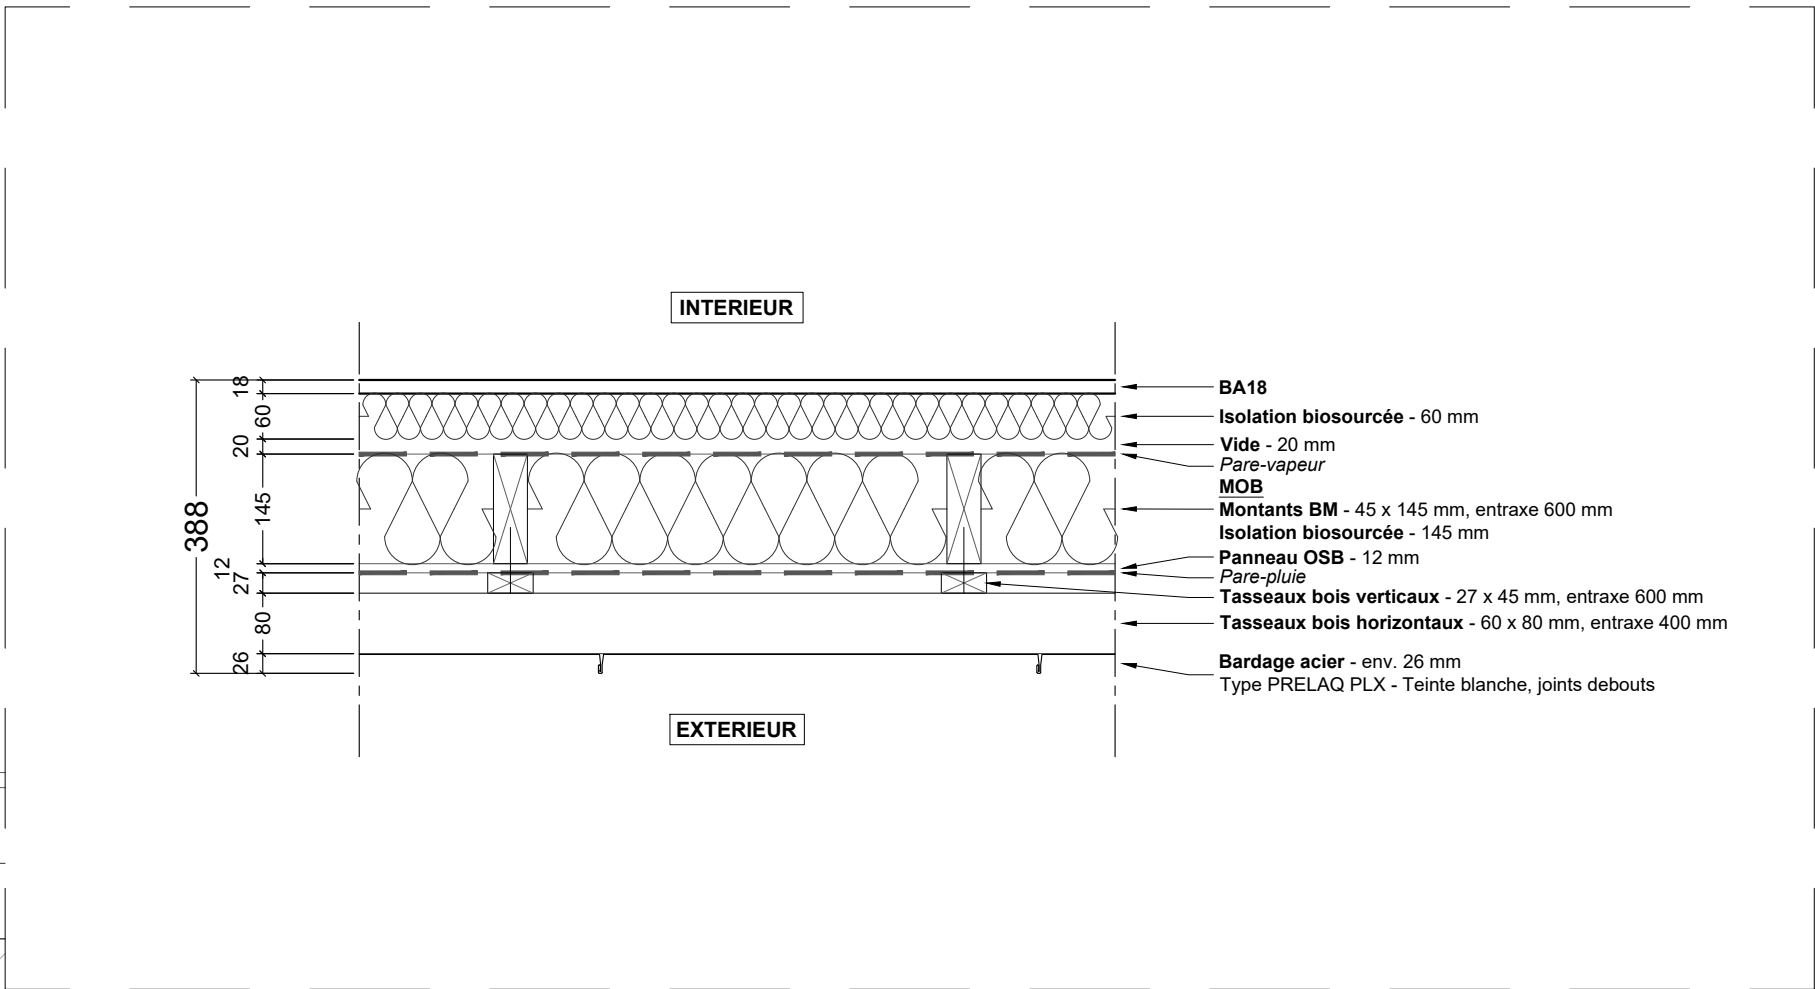 INTERIEUR
18
60
20
145
12
27
80
26
388
BA18
Isolation biosourcée - 60 mm
Vide - 20 mm
Pare-vapeur
MOB
Montants BM - 45 x 145 mm, entraxe 600 mm
Isolation biosourcée - 145 mm
Panneau OSB - 12 mm
Pare-pluie
Tasseaux bois verticaux - 27 x 45 mm, entraxe 600 mm
Tasseaux bois horizontaux - 60 x 80 mm, entraxe 400 mm
Bardage acier - env. 26 mm
Type PRELAQ PLX - Teinte blanche, joints debouts
EXTERIEUR